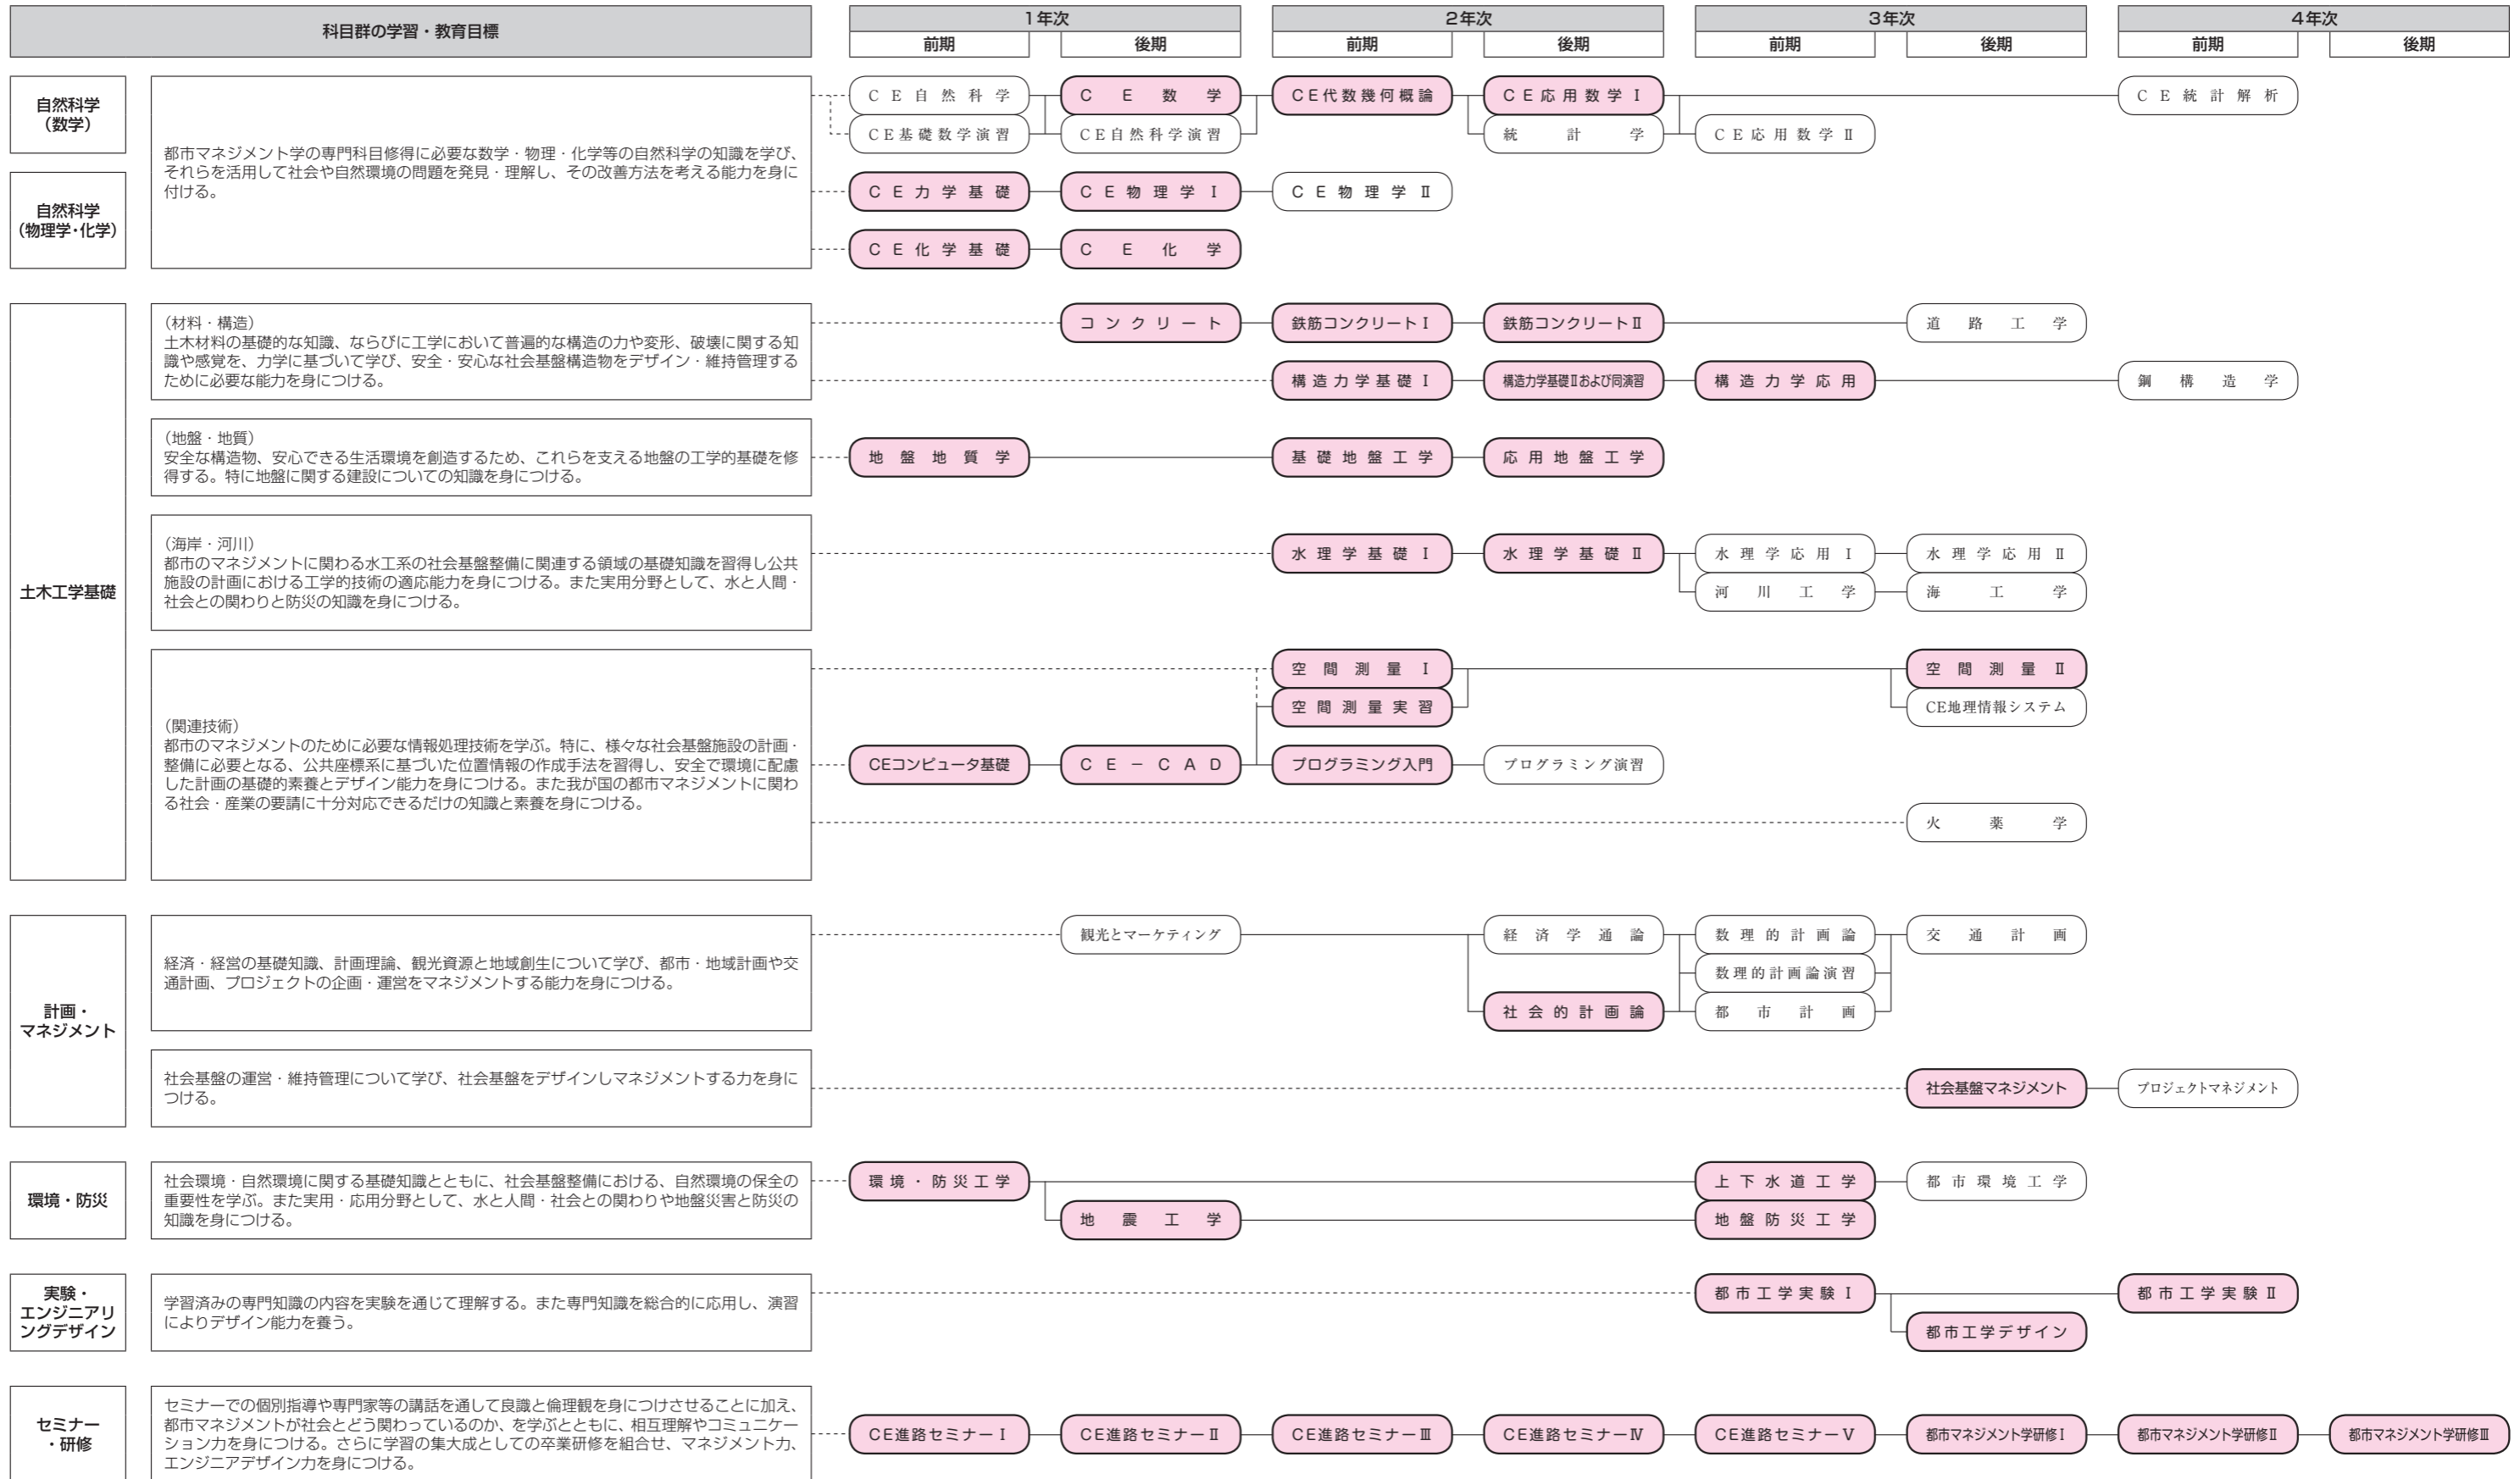 科目群の学習・教育目標
1年次 2年次 3年次 4年次
前期 後期 前期 後期 前期 後期 前期 後期
自然科学
（数学）
自然科学
（物理学・化学）
都市マネジメント学の専門科目修得に必要な数学・物理・化学等の自然科学の知識を学び、
それらを活用して社会や自然環境の問題を発見・理解し、その改善方法を考える能力を身に
付ける。
CE自然科学 CE数学 CE代数幾何概論 CE応用数学Ⅰ CE統計解析
CE基礎数学演習 CE自然科学演習 統計学 CE応用数学Ⅱ
CE力学基礎 CE物理学Ⅰ CE物理学Ⅱ
CE化学基礎 CE化学
土木工学基礎
（材料・構造）
土木材料の基礎的な知識、ならびに工学において普遍的な構造の力や変形、破壊に関する知
識や感覚を、力学に基づいて学び、安全・安心な社会基盤構造物をデザイン・維持管理する
ために必要な能力を身につける。
コンクリート 鉄筋コンクリートⅠ 鉄筋コンクリートⅡ 道路工学
構造力学基礎Ⅰ 構造力学基礎Ⅱおよび同演習 構造力学応用 鋼構造学
（地盤・地質）
安全な構造物、安心できる生活環境を創造するため、これらを支える地盤の工学的基礎を修
得する。特に地盤に関する建設についての知識を身につける。
地盤地質学 基礎地盤工学 応用地盤工学
（海岸・河川）
都市のマネジメントに関わる水工系の社会基盤整備に関連する領域の基礎知識を習得し公共
施設の計画における工学的技術の適応能力を身につける。また実用分野として、水と人間・
社会との関わりと防災の知識を身につける。
水理学基礎Ⅰ 水理学基礎Ⅱ 水理学応用Ⅰ 水理学応用Ⅱ
河川工学 海工学
（関連技術）
都市のマネジメントのために必要な情報処理技術を学ぶ。特に、様々な社会基盤施設の計画・
整備に必要となる、公共座標系に基づいた位置情報の作成手法を習得し、安全で環境に配慮
した計画の基礎的素養とデザイン能力を身につける。また我が国の都市マネジメントに関わ
る社会・産業の要請に十分対応できるだけの知識と素養を身につける。
空間測量Ⅰ 空間測量Ⅱ
空間測量実習 CE地理情報システム
CEコンピュータ基礎 CE－CAD プログラミング入門 プログラミング演習
火薬学
計画・
マネジメント
経済・経営の基礎知識、計画理論、観光資源と地域創生について学び、都市・地域計画や交
通計画、プロジェクトの企画・運営をマネジメントする能力を身につける。
観光とマーケティング 経済学通論 数理的計画論 交通計画
数理的計画論演習
社会的計画論 都市計画
社会基盤の運営・維持管理について学び、社会基盤をデザインしマネジメントする力を身に
つける。
社会基盤マネジメント プロジェクトマネジメント
環境・防災
社会環境・自然環境に関する基礎知識とともに、社会基盤整備における、自然環境の保全の
重要性を学ぶ。また実用・応用分野として、水と人間・社会との関わりや地盤災害と防災の
知識を身につける。
環境・防災工学 上下水道工学 都市環境工学
地震工学 地盤防災工学
実験・
エンジニアリ
ングデザイン
学習済みの専門知識の内容を実験を通じて理解する。また専門知識を総合的に応用し、演習
によりデザイン能力を養う。
都市工学実験Ⅰ 都市工学実験Ⅱ
都市工学デザイン
セミナー
・研修
セミナーでの個別指導や専門家等の講話を通して良識と倫理観を身につけさせることに加え、
都市マネジメントが社会とどう関わっているのか、を学ぶとともに、相互理解やコミュニケー
ション力を身につける。さらに学習の集大成としての卒業研修を組合せ、マネジメント力、
エンジニアデザイン力を身につける。
CE進路セミナーⅠ CE進路セミナーⅡ CE進路セミナーⅢ CE進路セミナーⅣ CE進路セミナーⅤ 都市マネジメント学研修Ⅰ 都市マネジメント学研修Ⅱ 都市マネジメント学研修Ⅲ